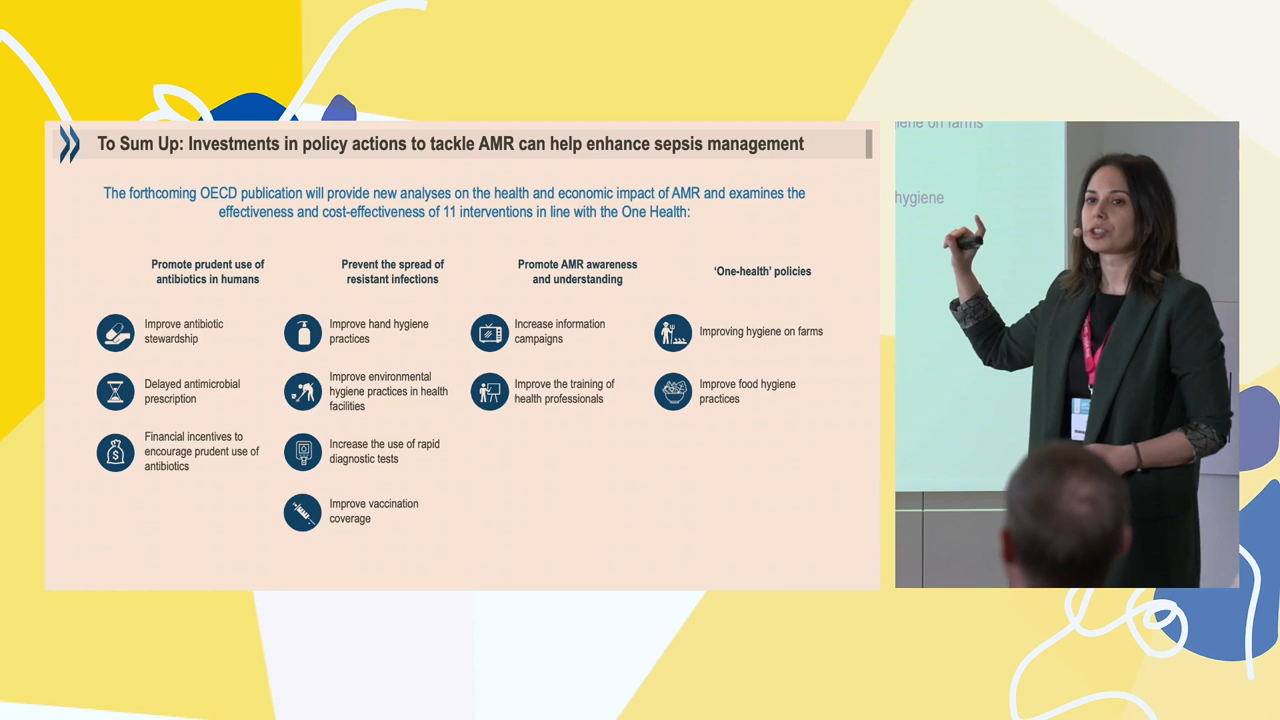 To Sum Up: Investments in policy actions to tackle AMR can help enhance sepsis management
The forthcoming OECD publication will provide new analyses on the health and economic impact of AMR and examines the
effectiveness and cost-effectiveness of 11 interventions in line with the One Health:
Promote prudent use of
antibiotics in humans
Improve antibiotic
stewardship
Delayed antimicrobial
prescription
Financial incentives to
encourage prudent use of
antibiotics
Prevent the spread of
resistant infections
Improve hand hygiene
practices
Improve environmental
hygiene practices in health
facilities
Increase the use of rapid
diagnostic tests
Improve vaccination
coverage
Promote AMR awareness
and understanding
Increase information
campaigns
Improve the training of
health professionals
‘One-health’ policies
Improving hygiene on farms
Improve food hygiene
practices
on farms
hygiene